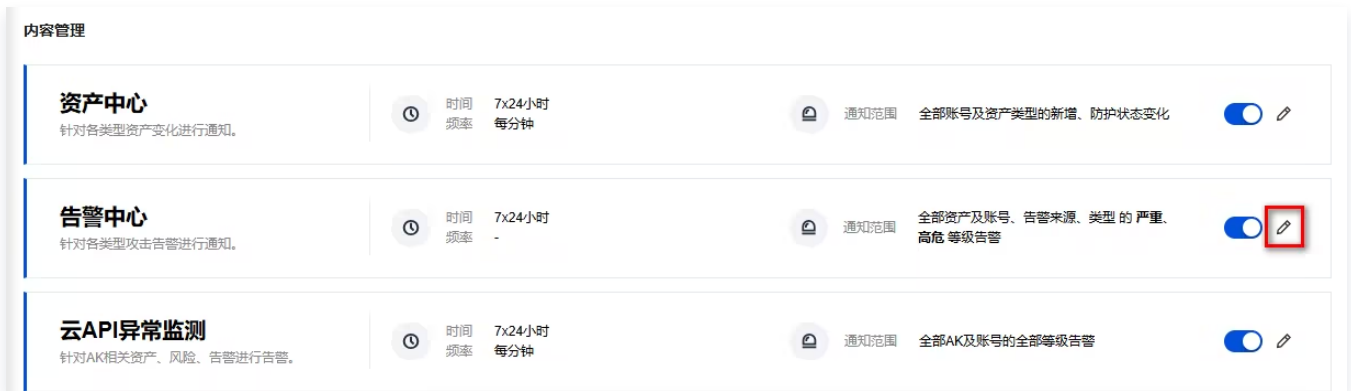 内容管理
资产中心
针对各类型资产变化进行通知。
时间 7x24小时
频率 每分钟
通知范围 全部账号及资产类型的新增、防护状态变化
告警中心
针对各类型攻击告警进行通知。
时间 7x24小时
频率 -
通知范围 全部资产及账号、告警来源、类型 的 严重、
高危 等级告警
云API异常监测
针对AK相关资产、风险、告警进行告警。
时间 7x24小时
频率 每分钟
通知范围 全部AK及账号的全部等级告警